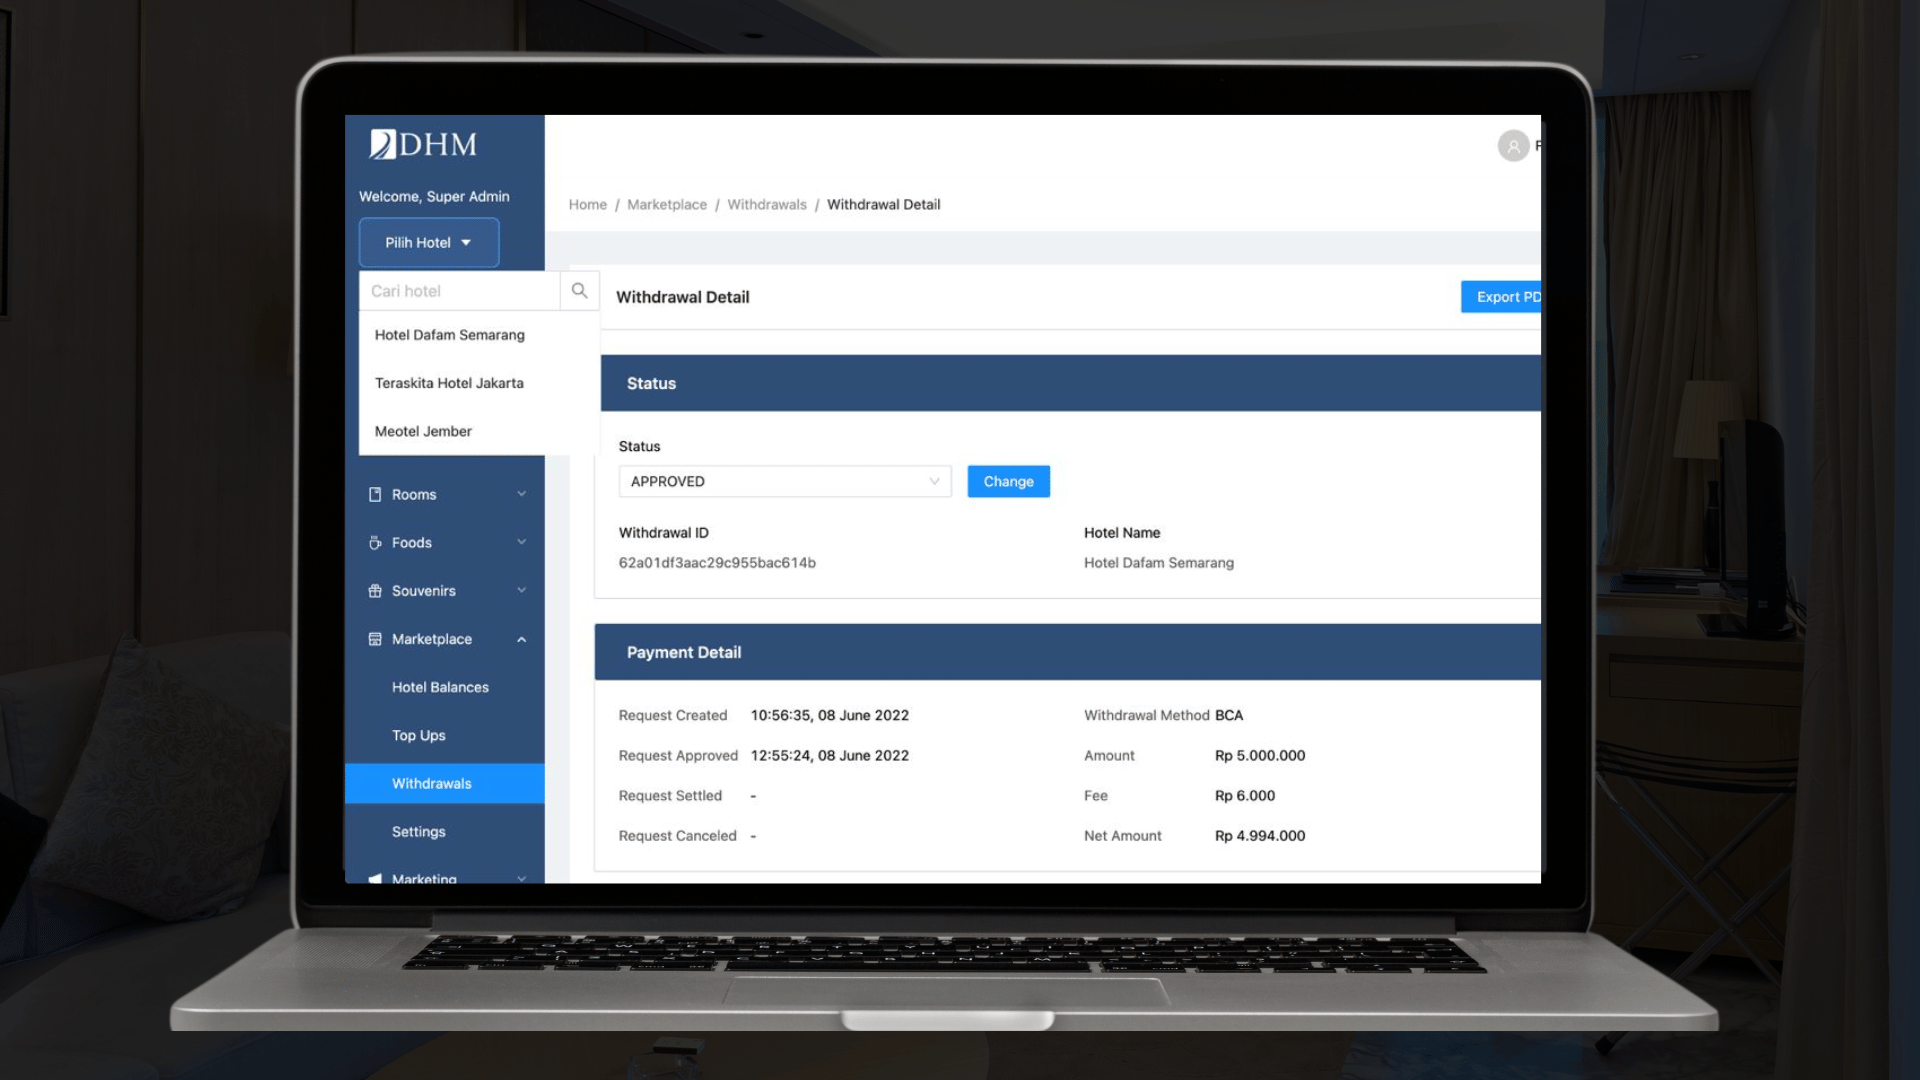 DHM
Welcome, Super Admin
Pilih Hotel
Cari hotel
Hotel Dafam Semarang
Teraskita Hotel Jakarta
Meotel Jember
Rooms
Foods
Souvenirs
Marketplace
Hotel Balances
Top Ups
Withdrawals
Settings
Marketing
Home / Marketplace / Withdrawals / Withdrawal Detail
Withdrawal Detail
Export PD
Status
Status
APPROVED
Change
Withdrawal ID
62a01df3aac29c955bac614b
Hotel Name
Hotel Dafam Semarang
Payment Detail
Request Created 10:56:35, 08 June 2022
Request Approved 12:55:24, 08 June 2022
Request Settled -
Request Canceled -
Withdrawal Method BCA
Amount Rp 5.000.000
Fee Rp 6.000
Net Amount Rp 4.994.000